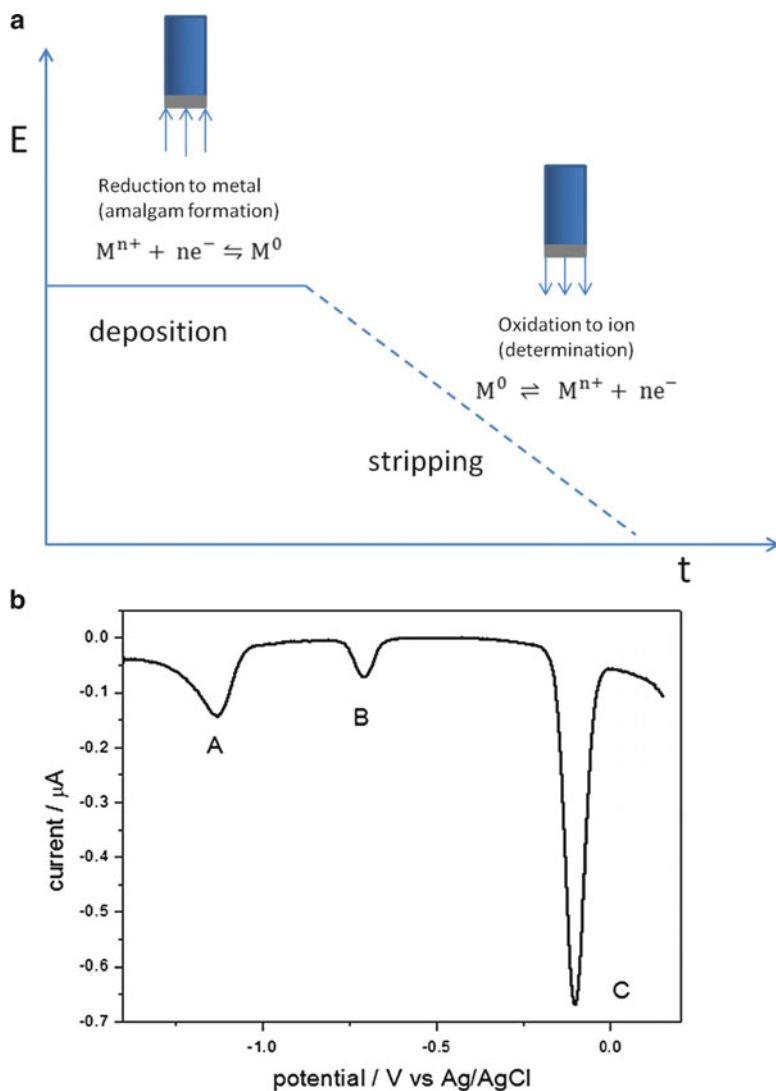 a
E
Reduction to metal
(amalgam formation)
Mⁿ⁺ + ne⁻ ⇋ M⁰
deposition
Oxidation to ion
(determination)
M⁰ ⇌ Mⁿ⁺ + ne⁻
stripping
t
b
0.0
-0.1
-0.2
-0.3
-0.4
-0.5
-0.6
-0.7
current / µA
A
B
C
-1.0
-0.5
0.0
potential / V vs Ag/AgCl